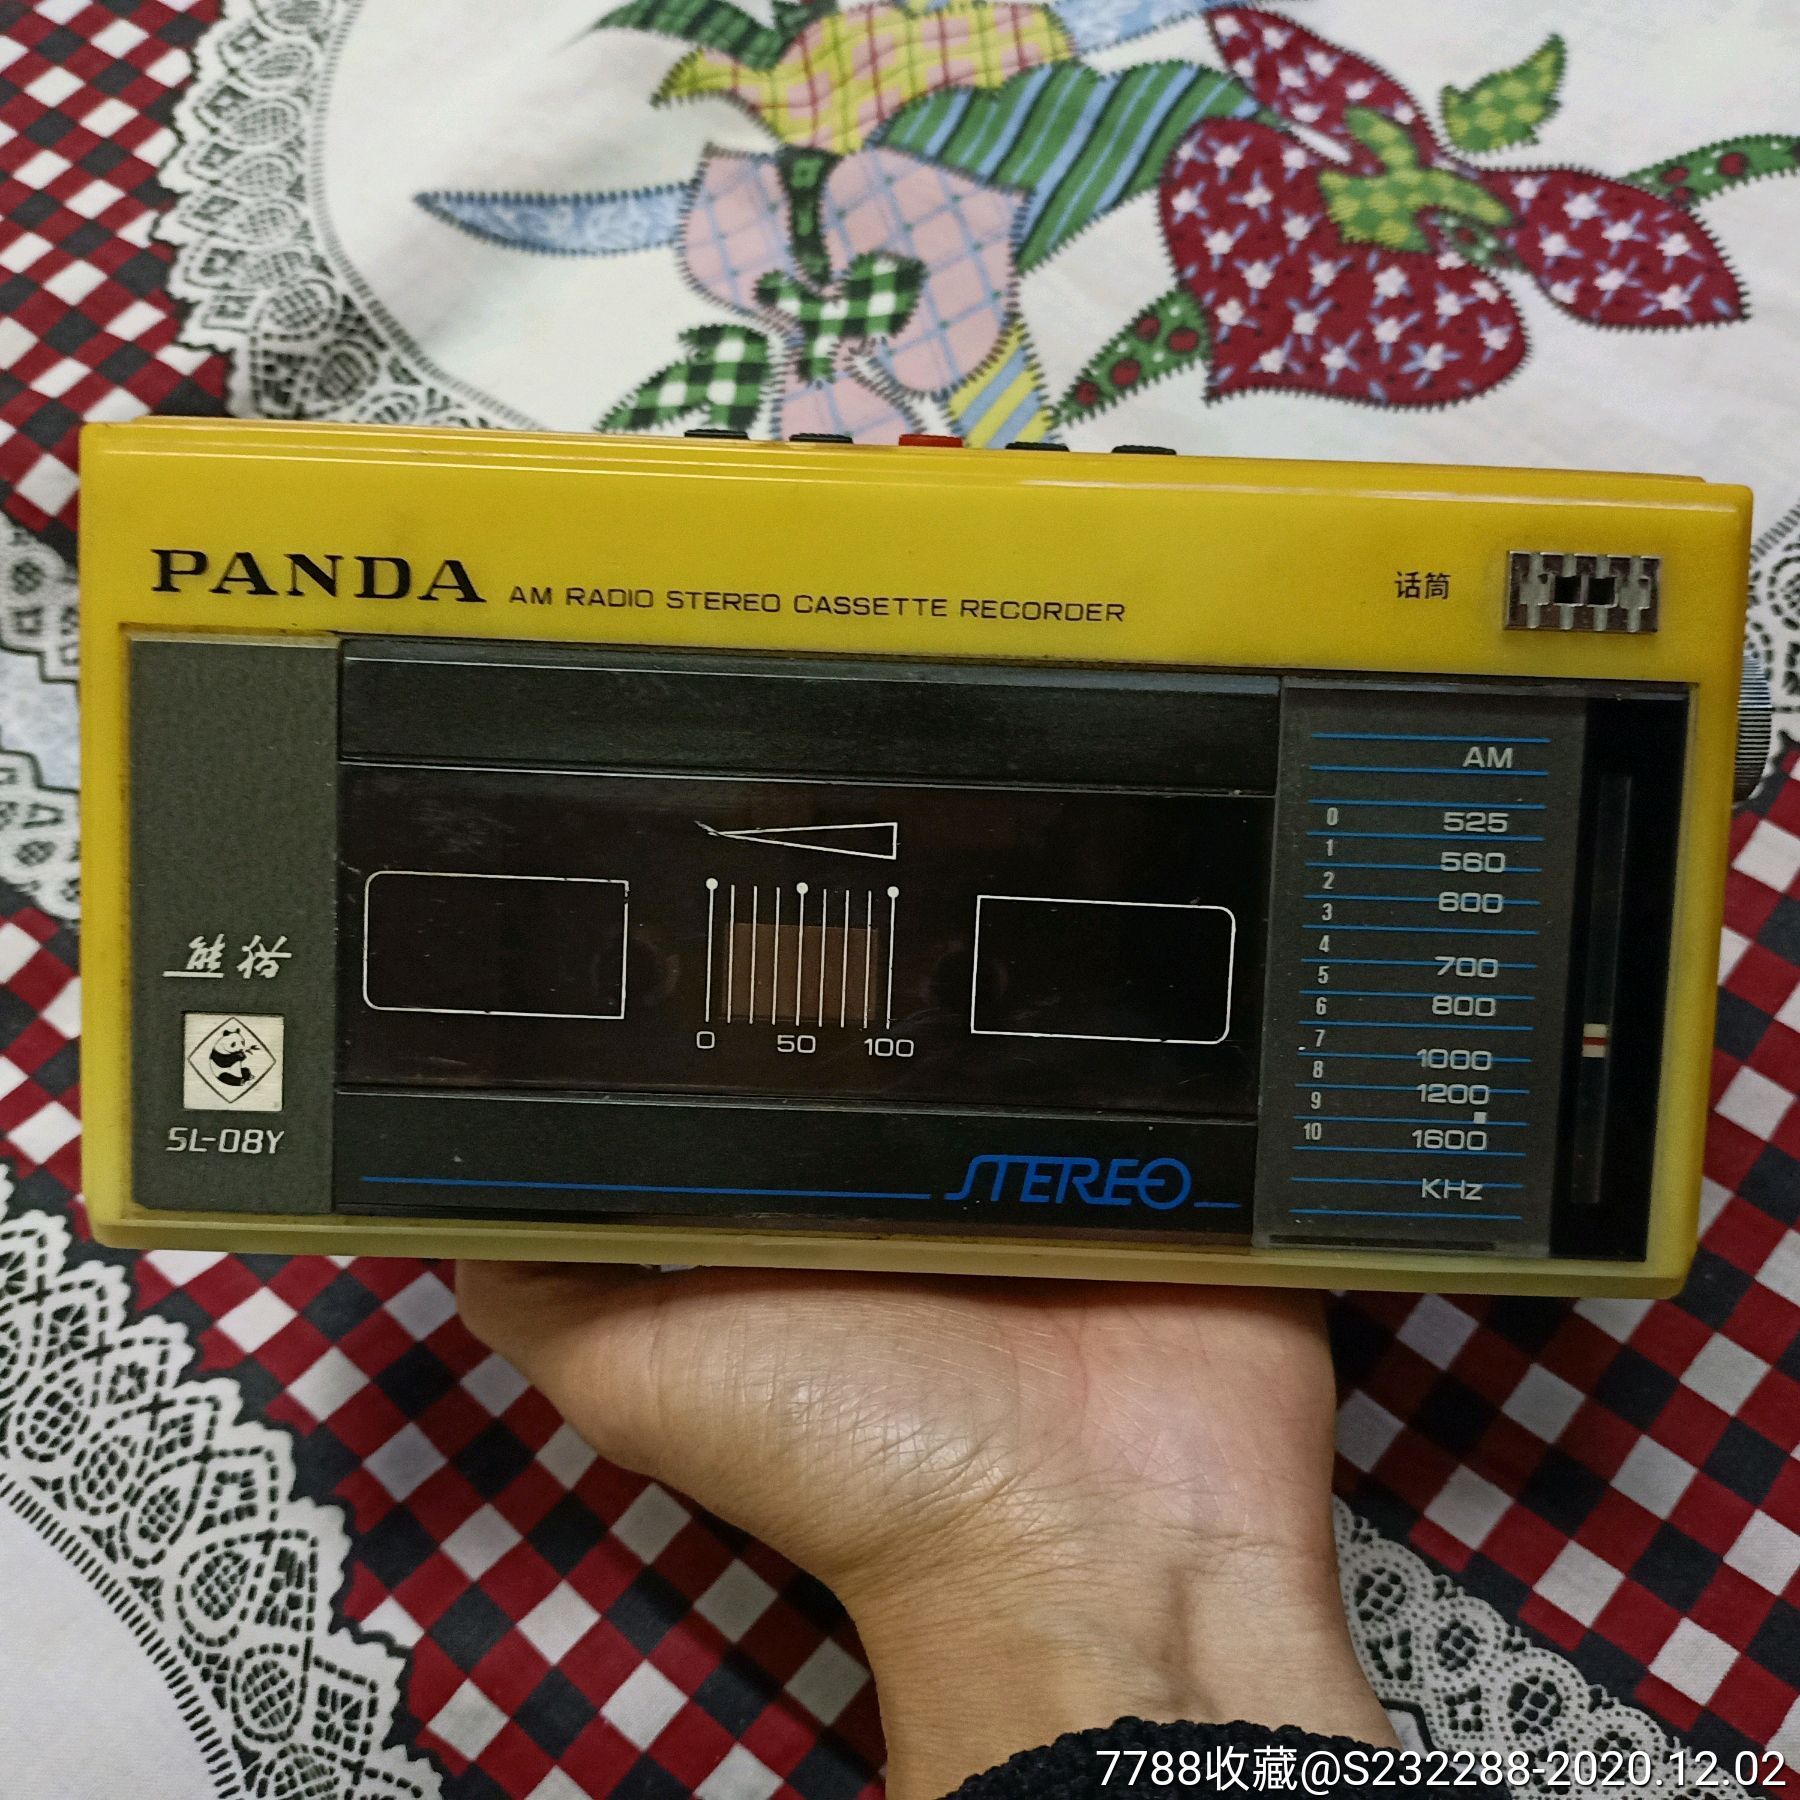 PANDA AM RADIO STEREO CASSETTE RECORDER
话筒
熊猫
SL-08Y
0 50 100
STEREO
AM
0 525
1 560
2 600
3
4 700
5
6 800
7 1000
8
9 1200
10 1600
KHz
7788收藏@S232288-2020.12.02